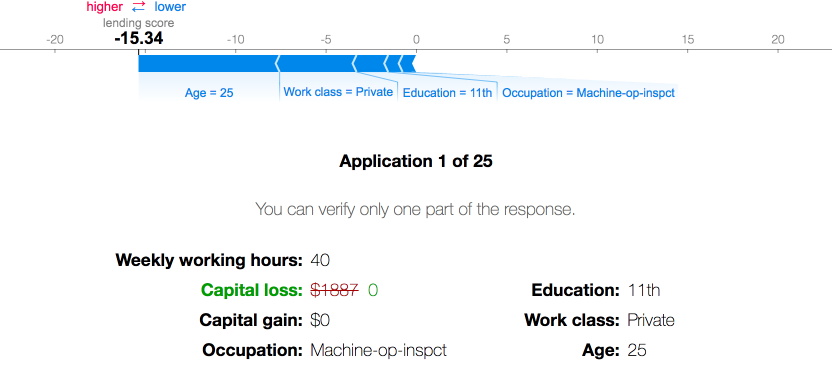 higher ⇄ lower
lending score
-15.34
-20 -10 -5 0 5 10 15 20
Age = 25 Work class = Private Education = 11th Occupation = Machine-op-inspct
Application 1 of 25
You can verify only one part of the response.
Weekly working hours: 40
Capital loss: $1887 0 Education: 11th
Capital gain: $0 Work class: Private
Occupation: Machine-op-inspct Age: 25